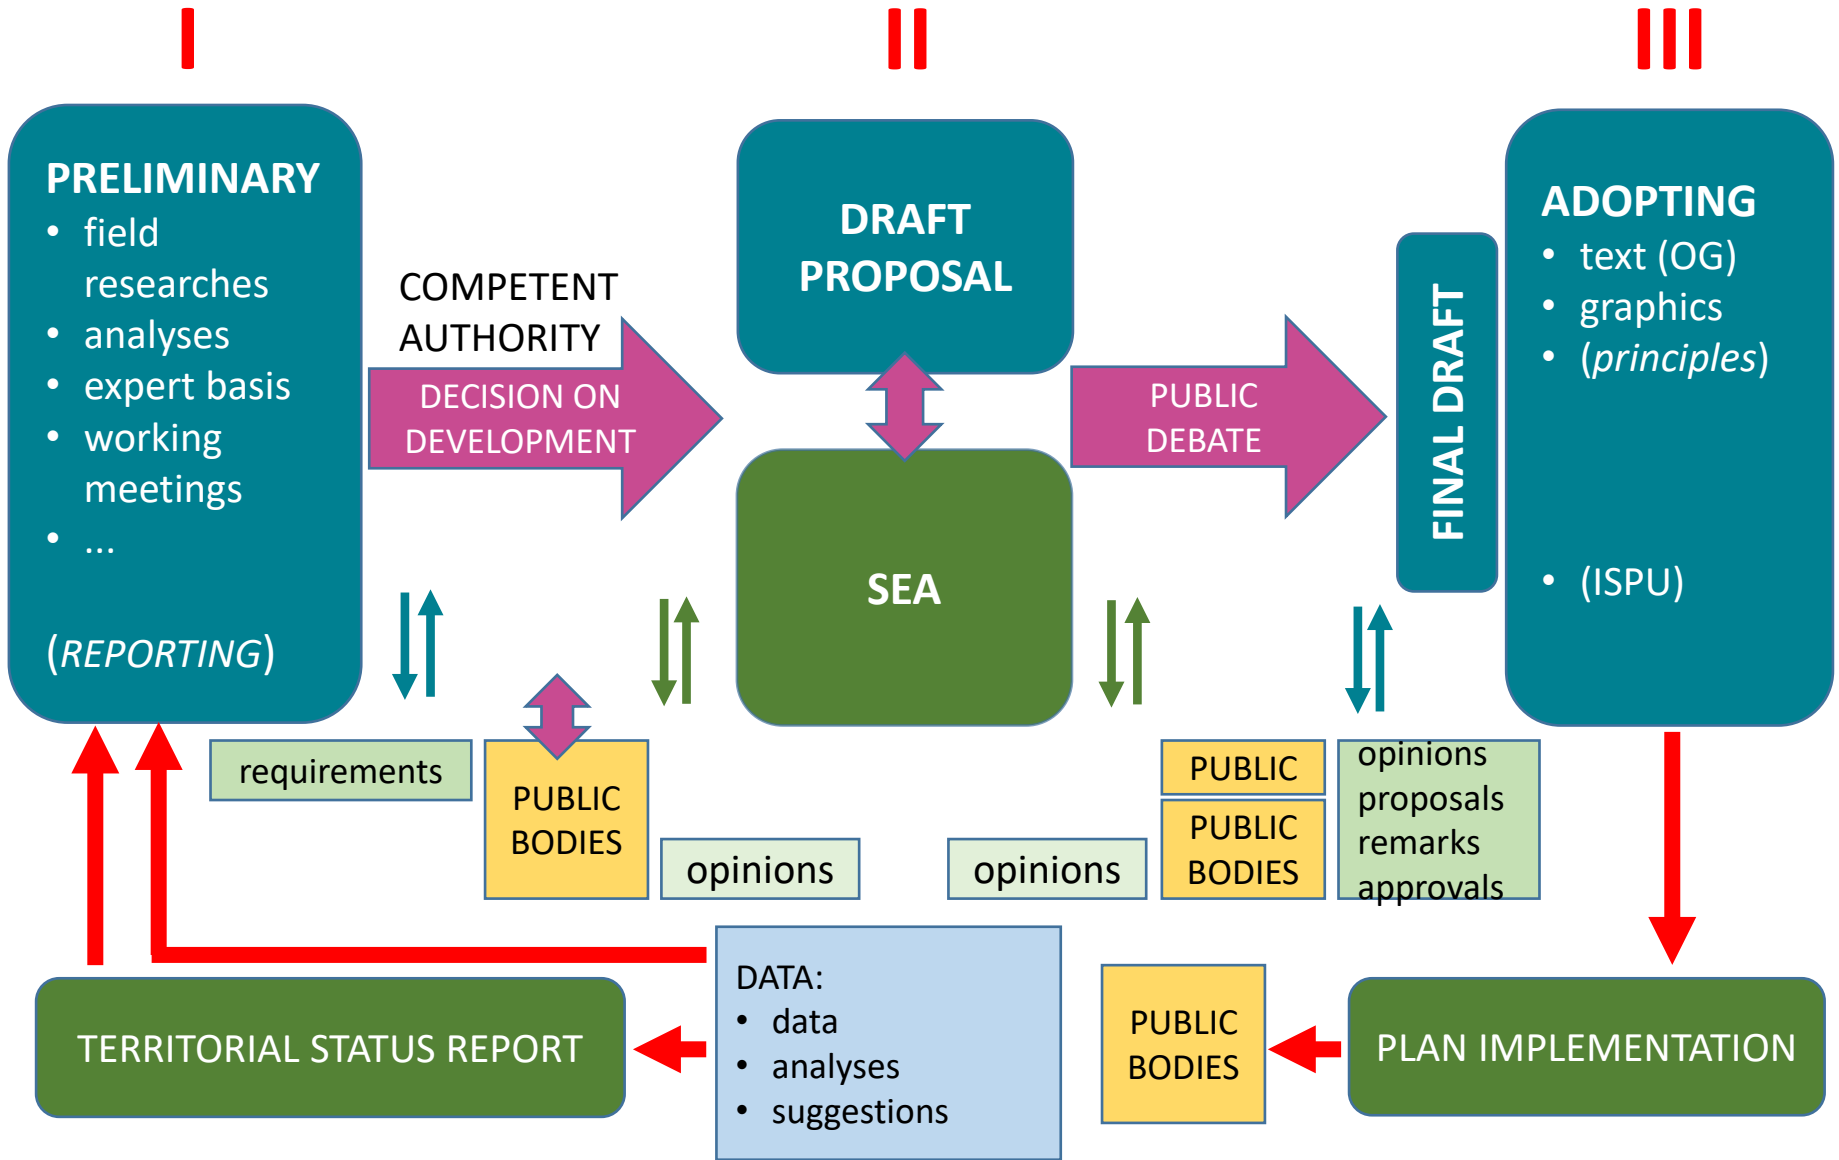 I
II
III
PRELIMINARY
• field
researches
• analyses
• expert basis
• working
meetings
• ...
(REPORTING)
COMPETENT
AUTHORITY
DECISION ON
DEVELOPMENT
DRAFT
PROPOSAL
SEA
PUBLIC
DEBATE
FINAL DRAFT
ADOPTING
• text (OG)
• graphics
• (principles)
• (ISPU)
requirements
PUBLIC
BODIES
opinions
opinions
PUBLIC
PUBLIC
BODIES
opinions
proposals
remarks
approvals
TERRITORIAL STATUS REPORT
DATA:
• data
• analyses
• suggestions
PUBLIC
BODIES
PLAN IMPLEMENTATION